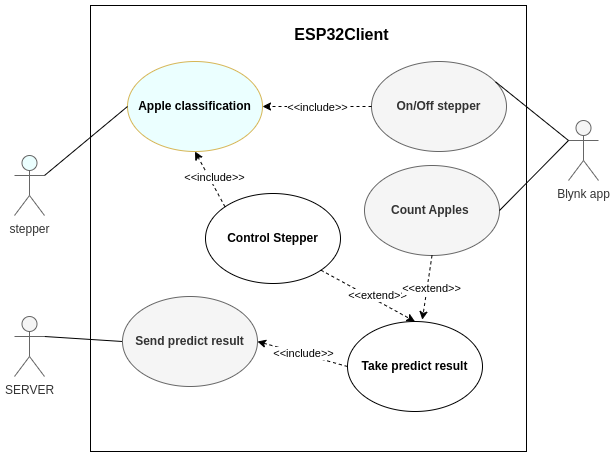 ESP32Client
Apple classification
<<include>>
On/Off stepper
<<include>>
stepper
Blynk app
Count Apples
Control Stepper
<<extend>>
<<extend>>
Send predict result
<<include>>
Take predict result
SERVER